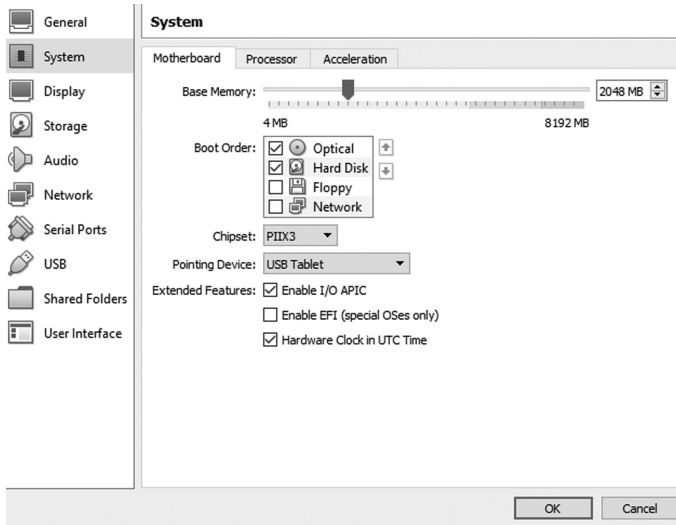 General
System
Display
Storage
Audio
Network
Serial Ports
USB
Shared Folders
User Interface
System
Motherboard Processor Acceleration
Base Memory: 2048 MB
4 MB 8192 MB
Boot Order: Optical
Hard Disk
Floppy
Network
Chipset: PIIX3
Pointing Device: USB Tablet
Extended Features: Enable I/O APIC
Enable EFI (special OSes only)
Hardware Clock in UTC Time
OK Cancel